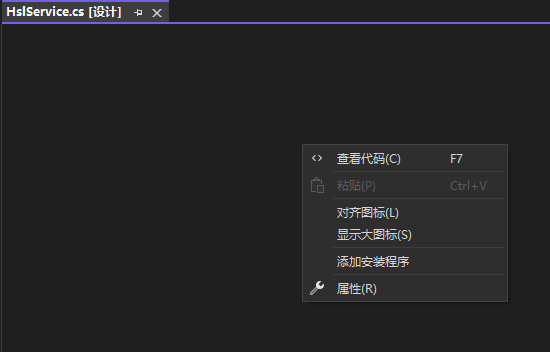 HslService.cs [设计]
查看代码(C) F7
粘贴(P) Ctrl+V
对齐图标(L)
显示大图标(S)
添加安装程序
属性(R)